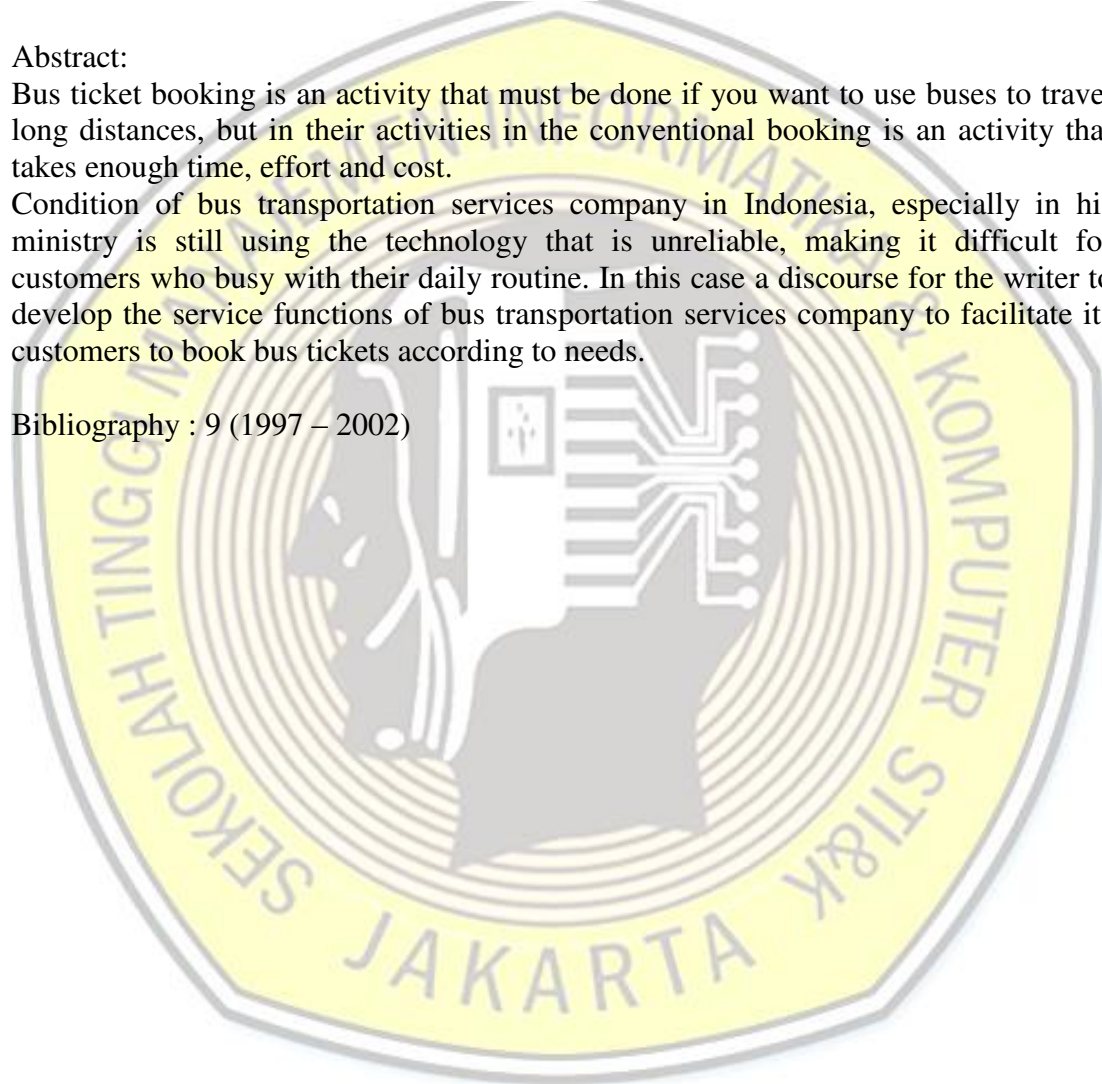 Abstract:
Bus ticket booking is an activity that must be done if you want to use buses to trave
long distances, but in their activities in the conventional booking is an activity tha
takes enough time, effort and cost.
Condition of bus transportation services company in Indonesia, especially in hi
ministry is still using the technology that is unreliable, making it difficult fo
customers who busy with their daily routine. In this case a discourse for the writer to
develop the service functions of bus transportation services company to facilitate it
customers to book bus tickets according to needs.
Bibliography : 9 (1997 – 2002)
SEKOLAH TINGGI MANAJEMEN INFORMATIKA & KOMPUTER STI&K
JAKARTA